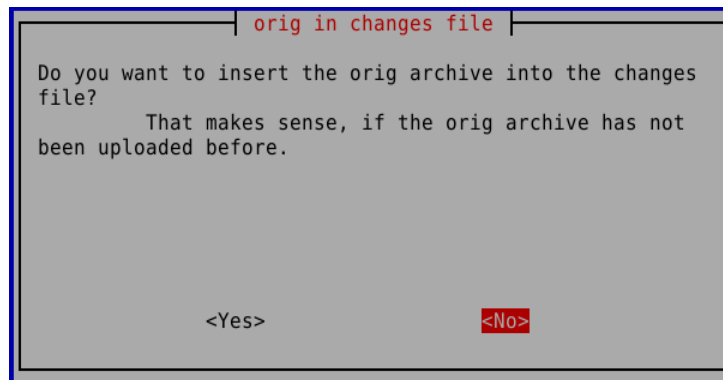 orig in changes file
Do you want to insert the orig archive into the changes
file?
That makes sense, if the orig archive has not
been uploaded before.
<Yes> <No>